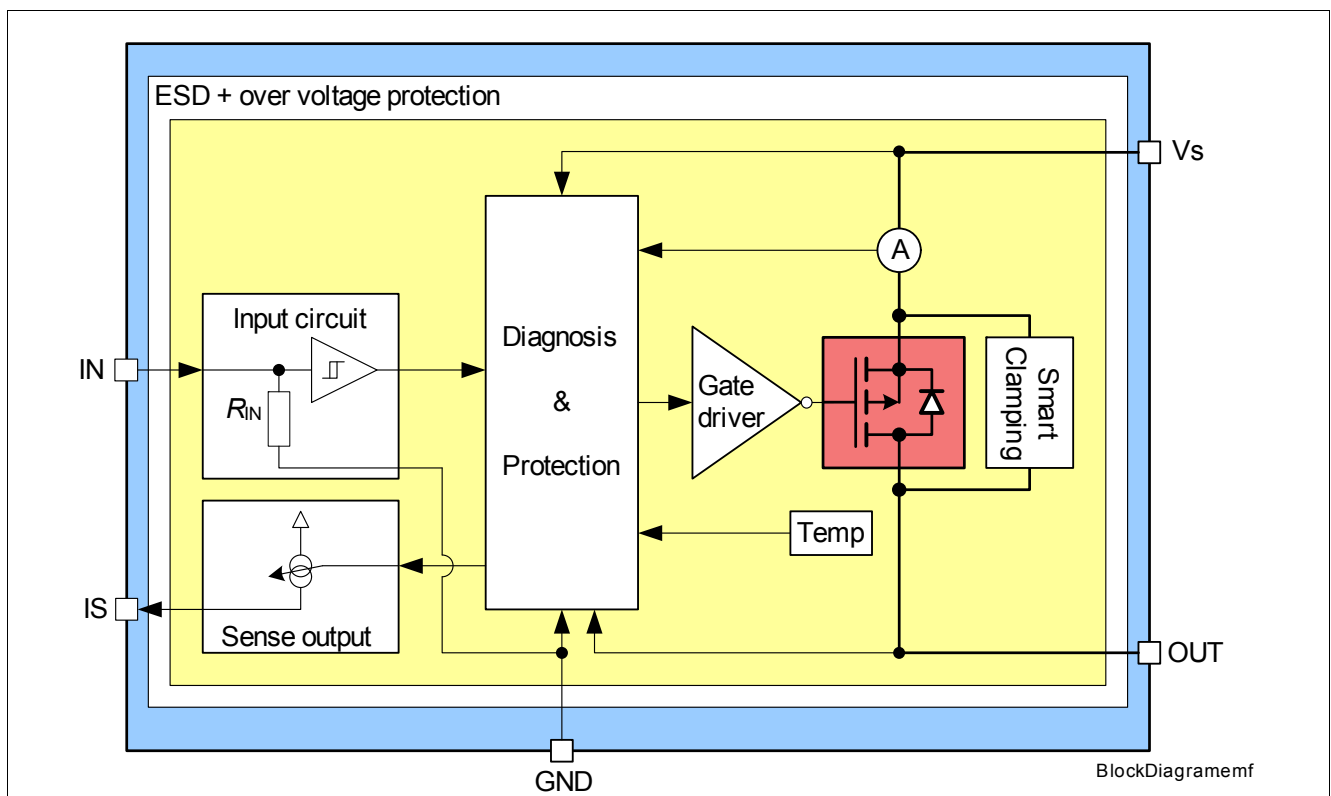 ESD + over voltage protection
Vs
A
Input circuit
IN
RIN
Diagnosis
&
Protection
Gate
driver
Smart
Clamping
Temp
IS
Sense output
OUT
GND
BlockDiagramemf